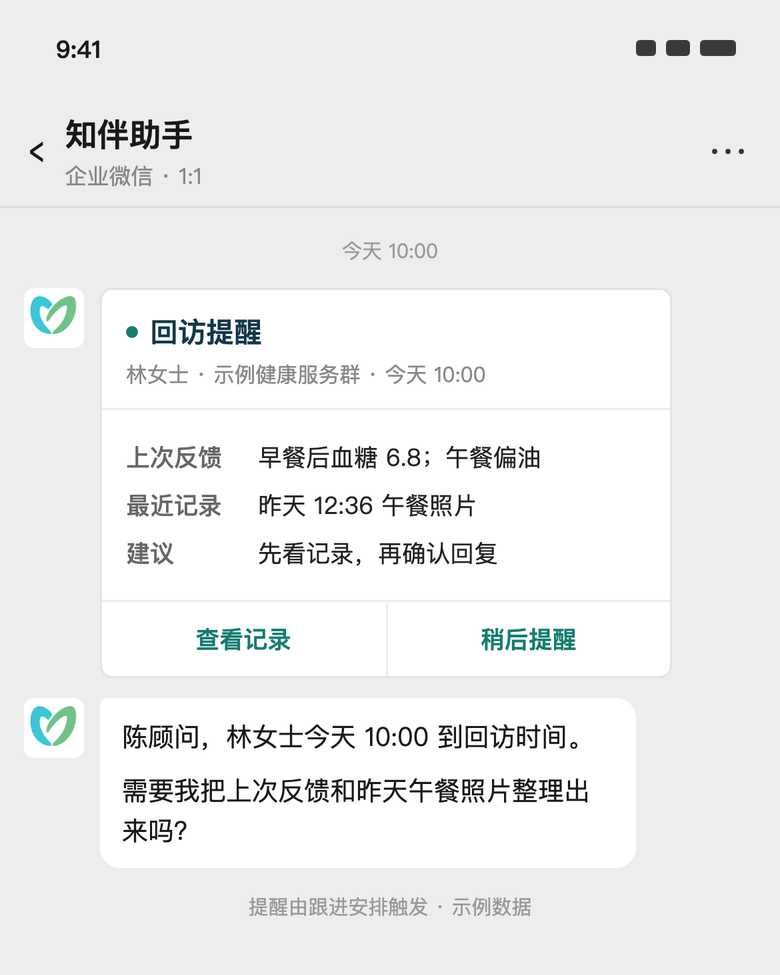 9:41
知伴助手
企业微信 · 1:1
今天 10:00
回访提醒
林女士 · 示例健康服务群 · 今天 10:00
上次反馈 早餐后血糖 6.8；午餐偏油
最近记录 昨天 12:36 午餐照片
建议 先看记录，再确认回复
查看记录 稍后提醒
陈顾问，林女士今天 10:00 到回访时间。
需要我把上次反馈和昨天午餐照片整理出
来吗？
提醒由跟进安排触发 · 示例数据